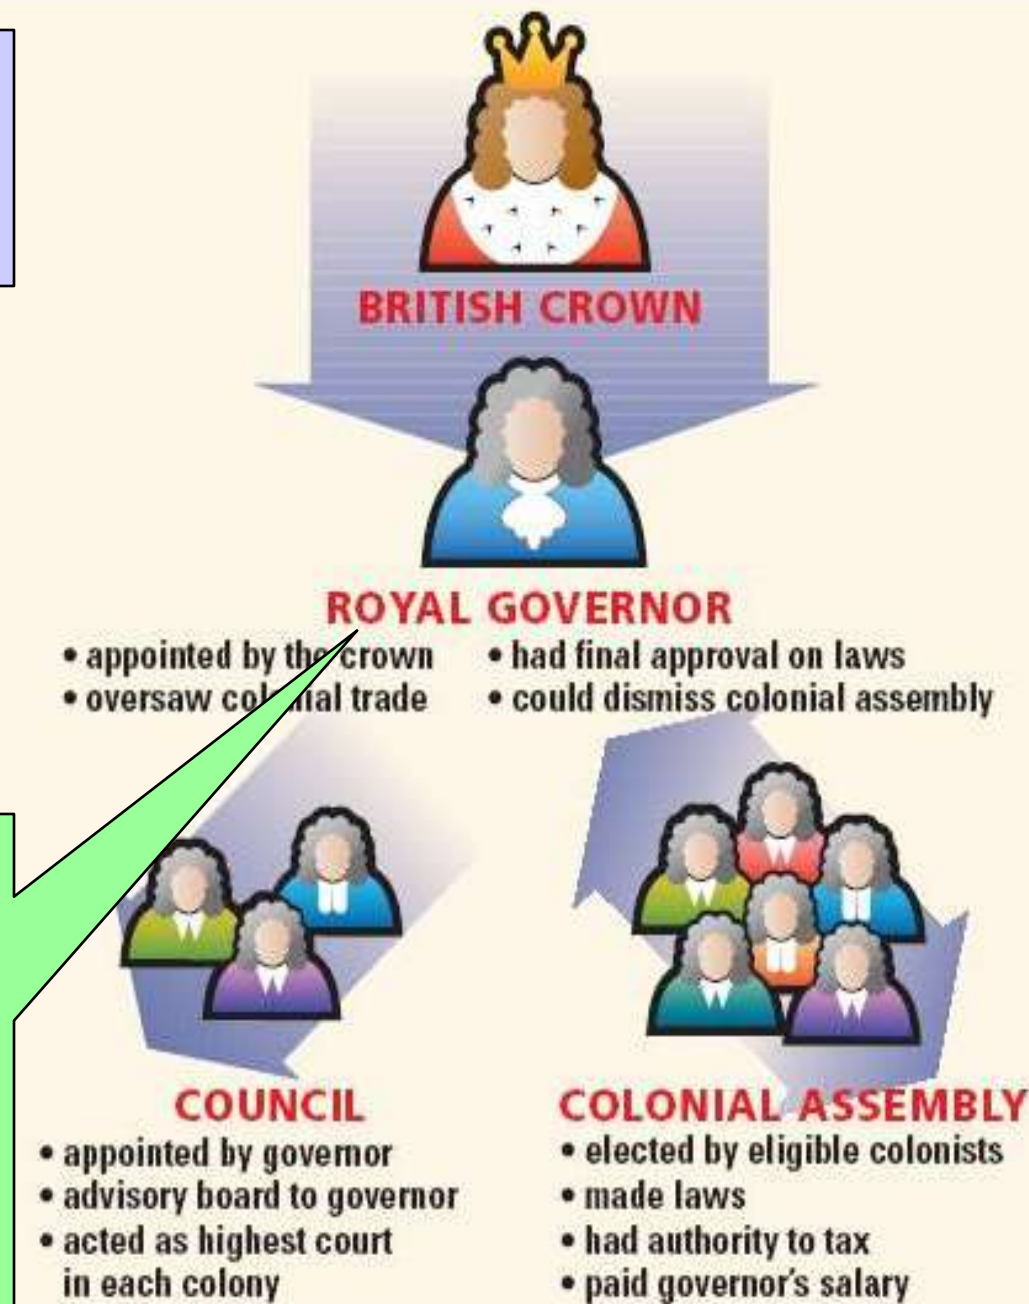 BRITISH CROWN
ROYAL GOVERNOR
• appointed by the crown
• oversaw colonial trade
• had final approval on laws
• could dismiss colonial assembly
COUNCIL
• appointed by governor
• advisory board to governor
• acted as highest court
in each colony
COLONIAL ASSEMBLY
• elected by eligible colonists
• made laws
• had authority to tax
• paid governor's salary